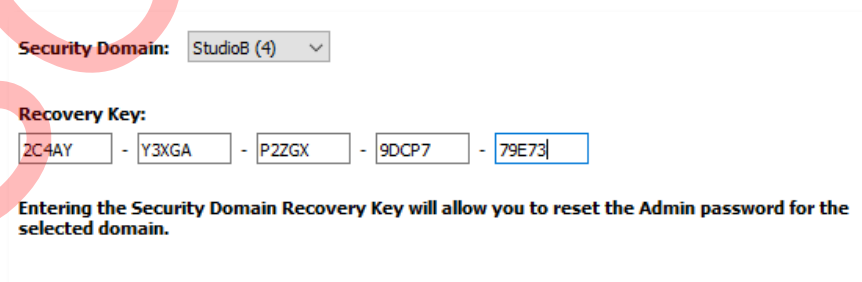 Security Domain: StudioB (4)
Recovery Key:
2C4AY - Y3XGA - P2ZGX - 9DCP7 - 79E73
Entering the Security Domain Recovery Key will allow you to reset the Admin password for the
selected domain.